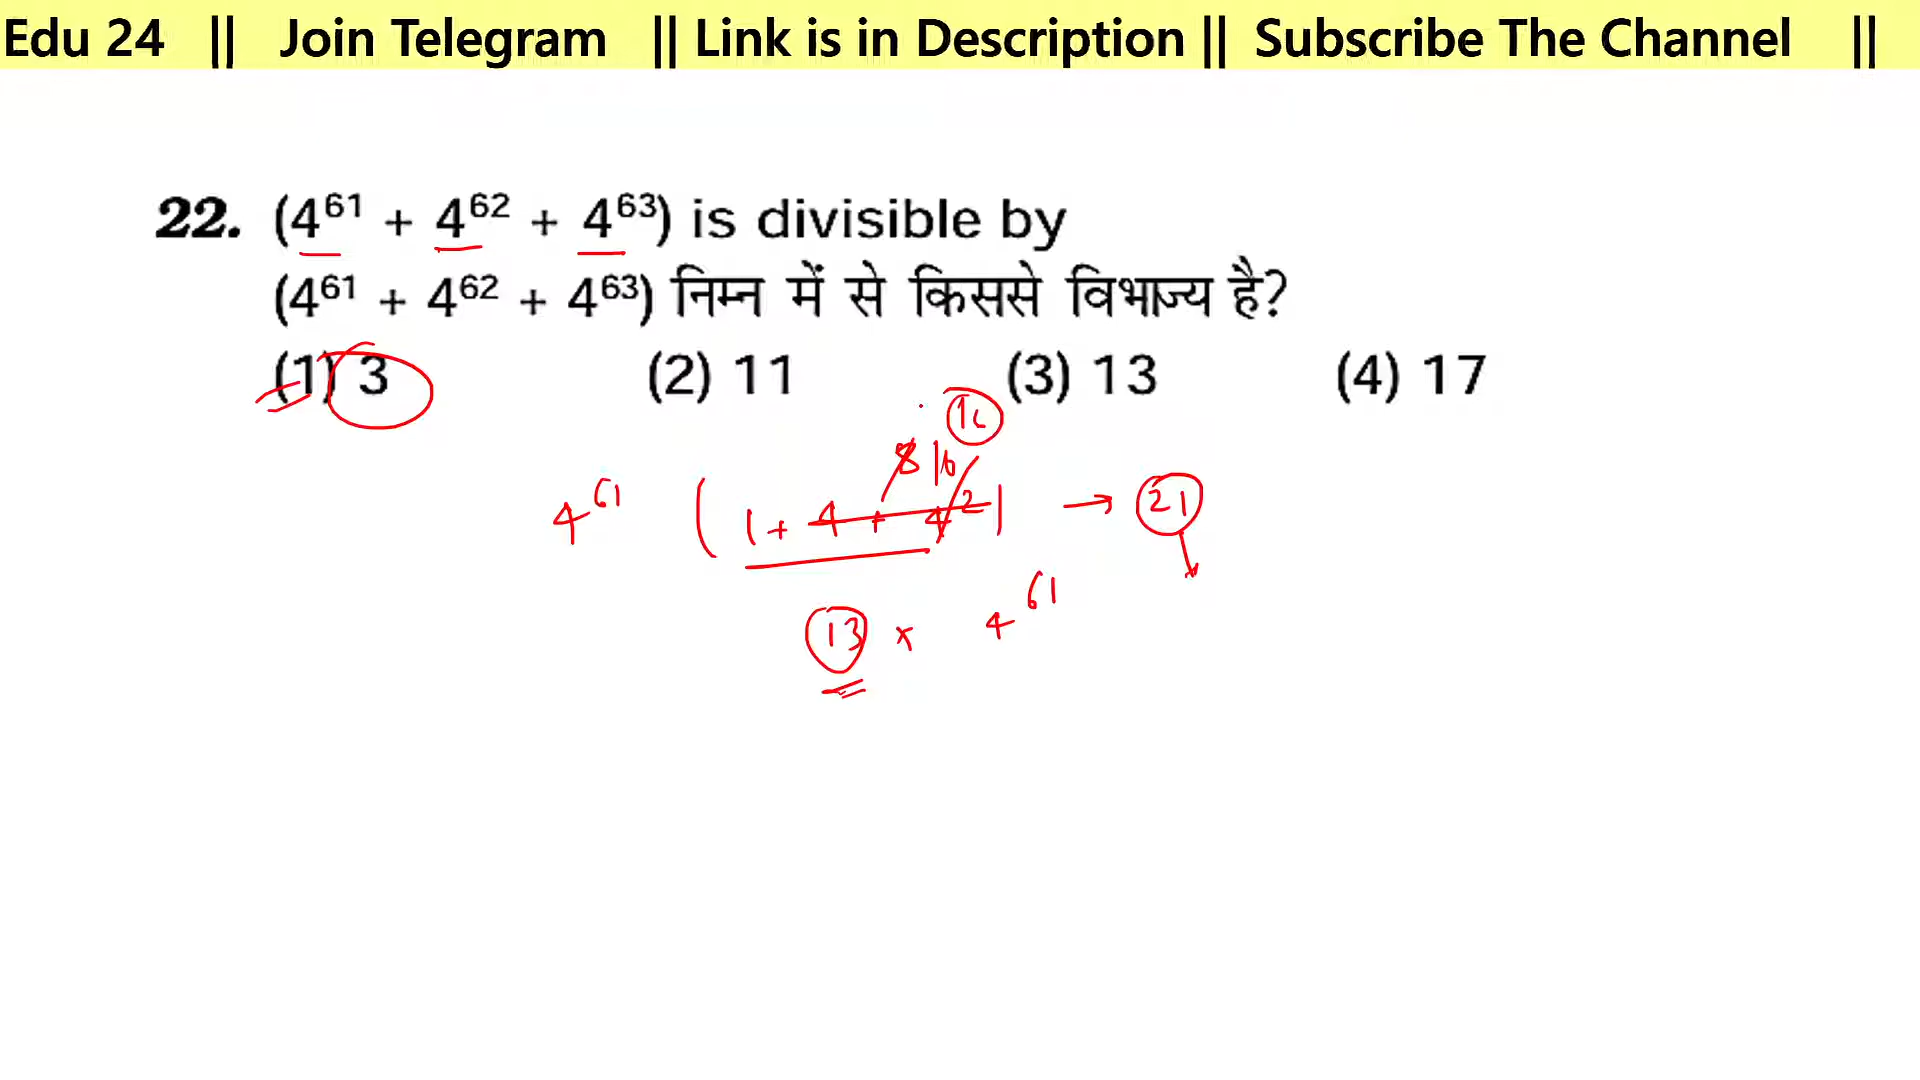 Edu 24 || Join Telegram || Link is in Description || Subscribe The Channel ||
22. (4⁶¹ + 4⁶² + 4⁶³) is divisible by
(4⁶¹ + 4⁶² + 4⁶³) निम्न में से किससे विभाज्य है?
(1) 3 (2) 11 (3) 13 (4) 17
8 16
4⁶¹ (1 + 4 + 4²) → 21
13 × 4⁶¹